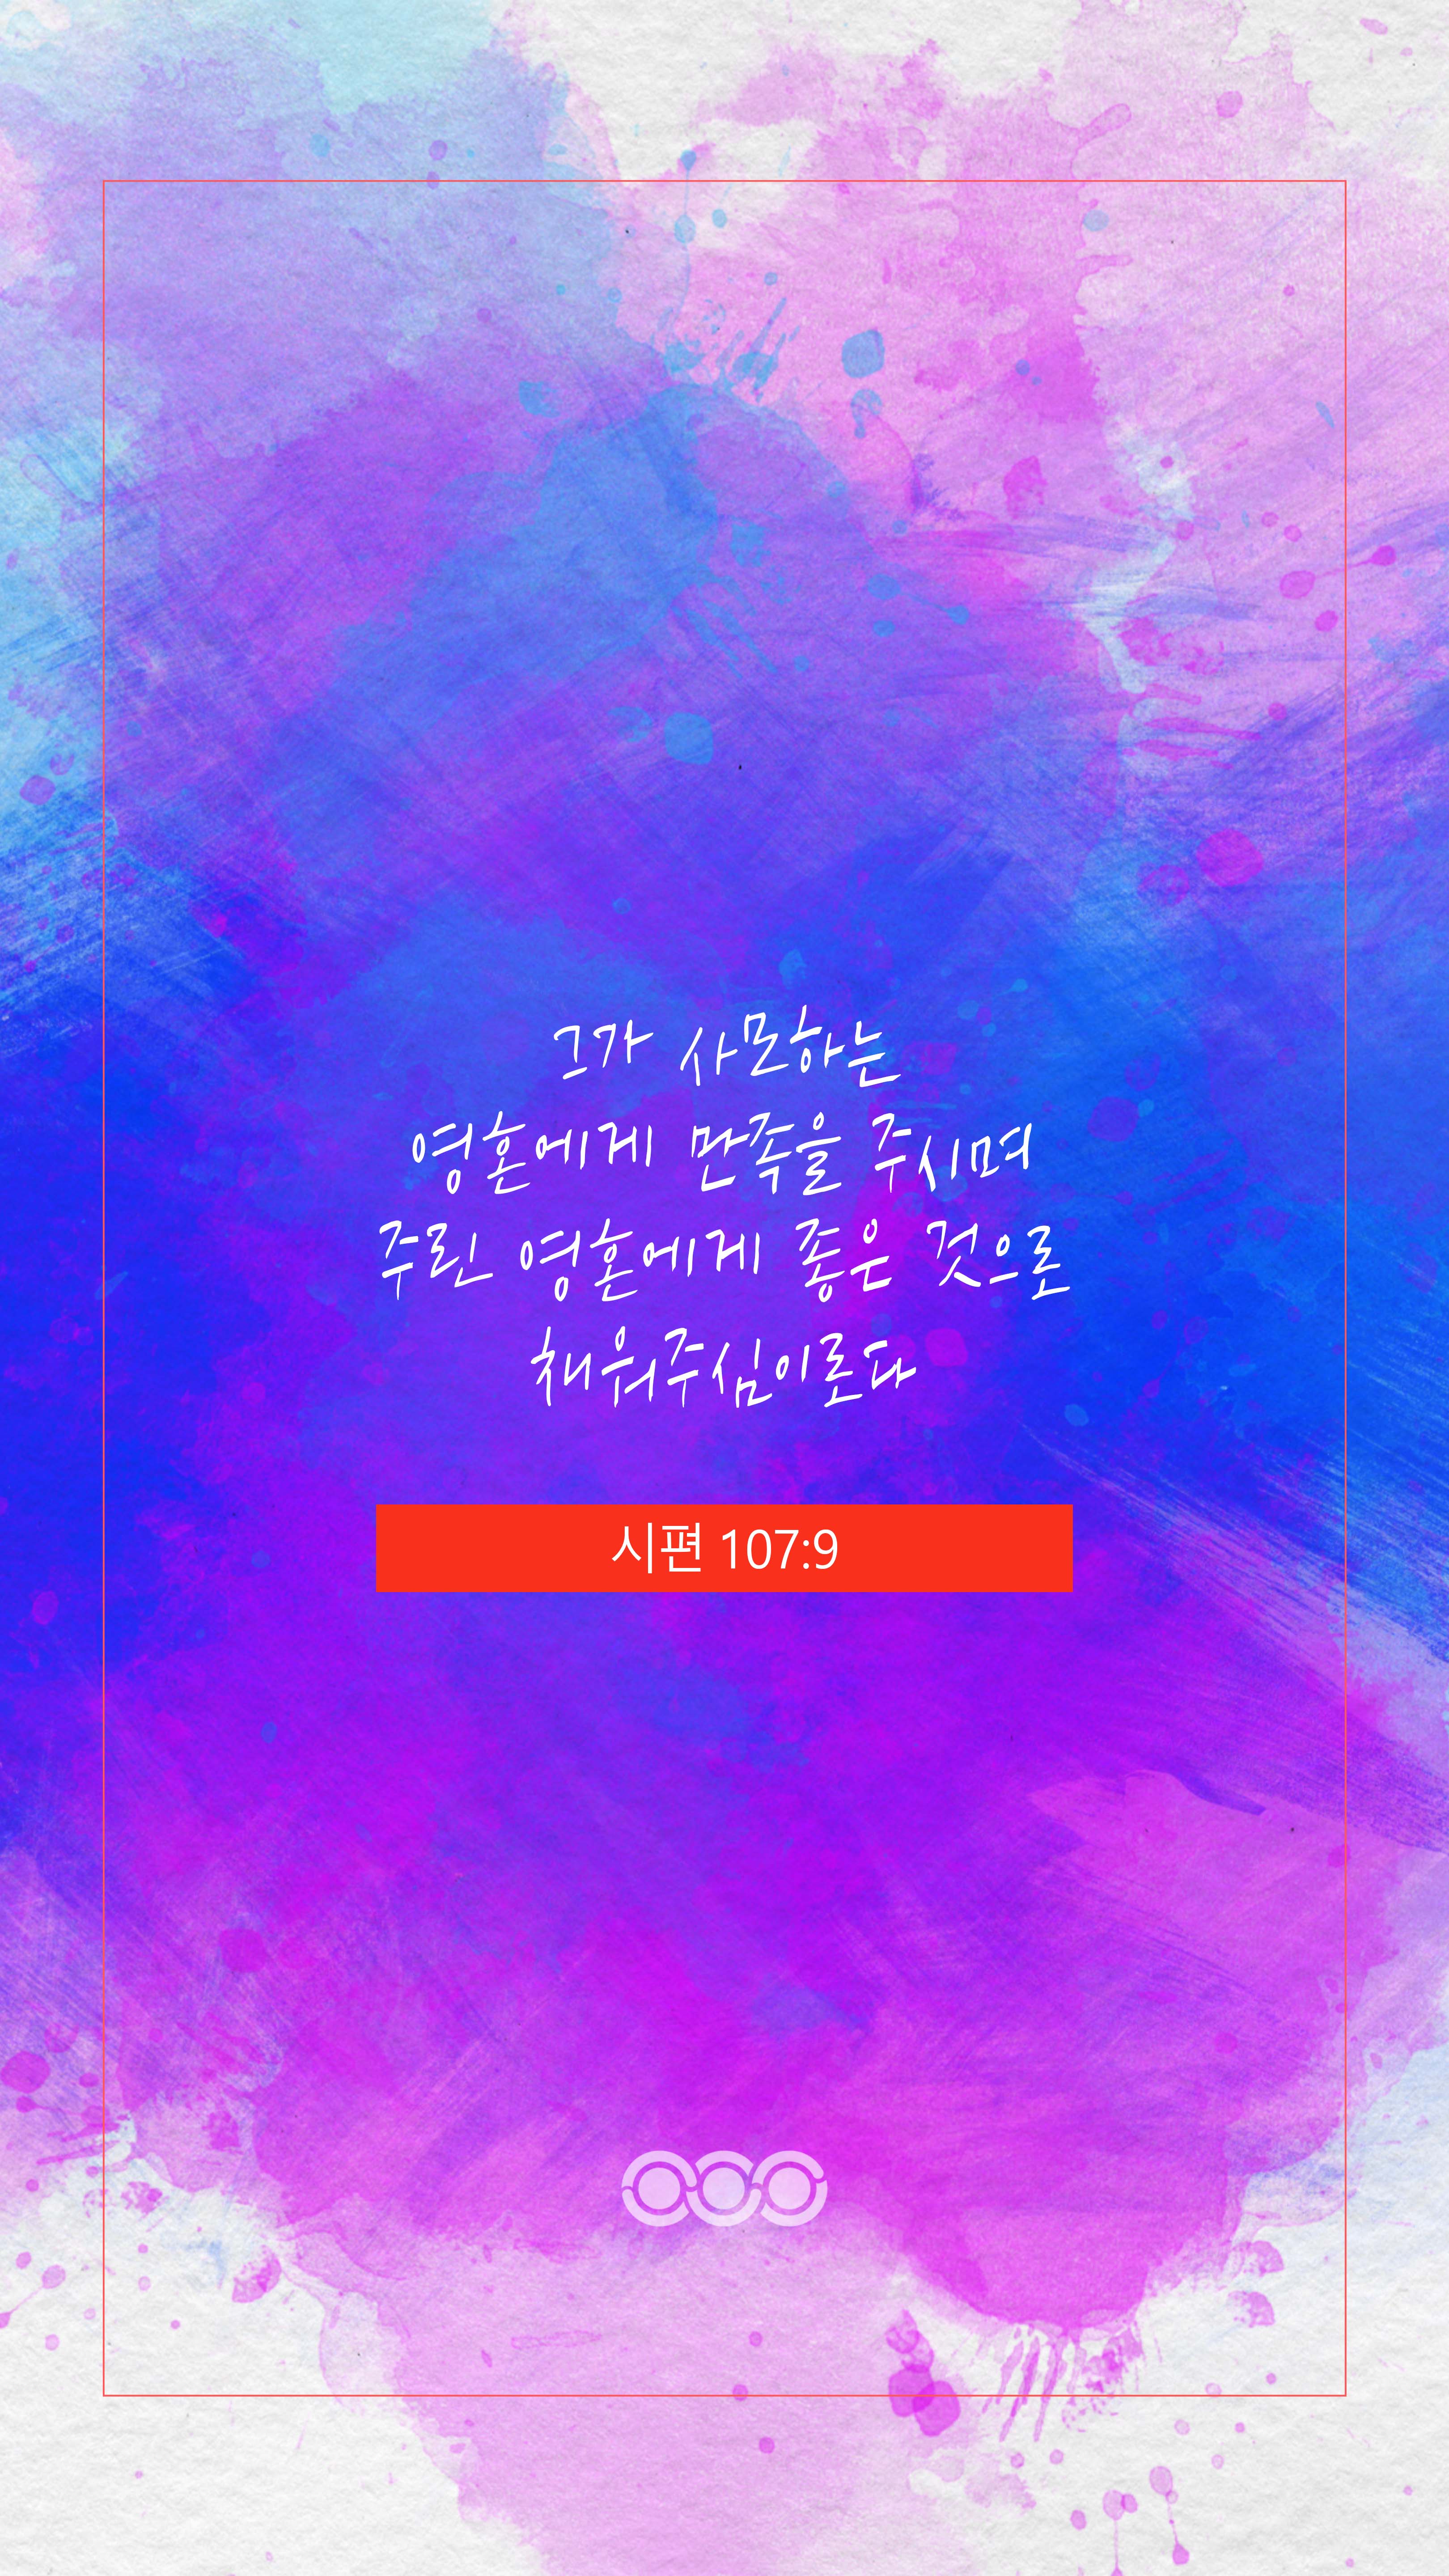 그가 사모하는
영혼에게 만족을 주시며
주린 영혼에게 좋은 것으로
채워주심이로다
시편 107:9